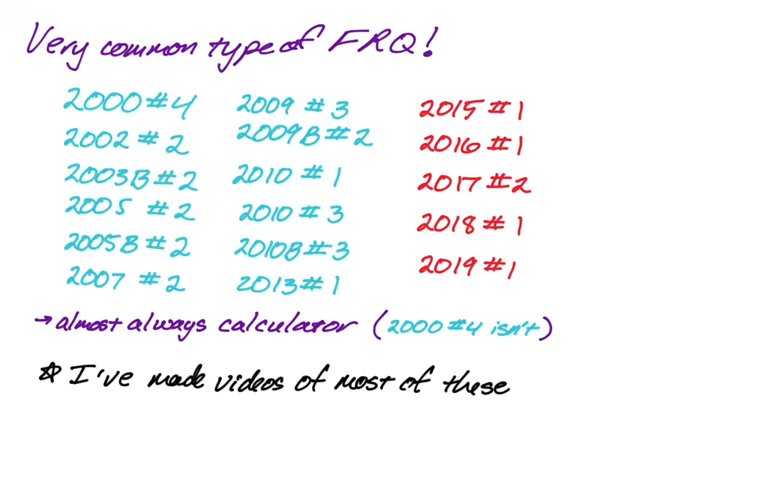 Very common type of FRQ!
2000 #4
2002 #2
2003B #2
2005 #2
2005B #2
2007 #2
2009 #3
2009B #2
2010 #1
2010 #3
2010B #3
2013 #1
2015 #1
2016 #1
2017 #2
2018 #1
2019 #1
→ almost always calculator (2000 #4 isn't)
☆ I've made videos of most of these